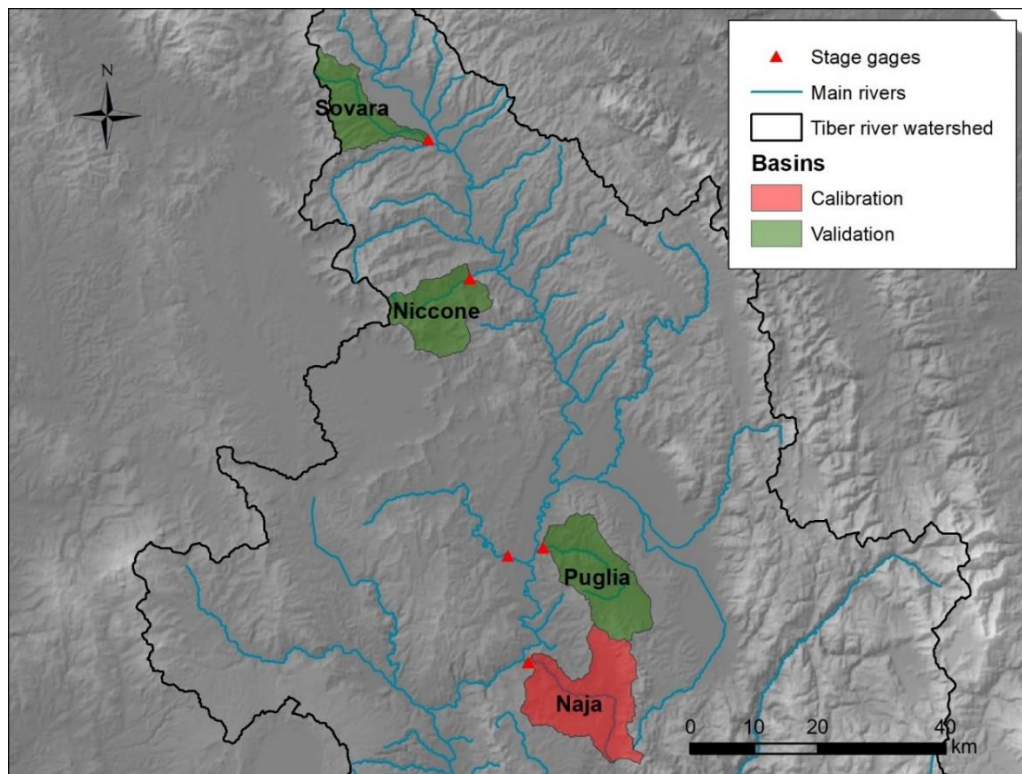 N
Sovara
Niccone
Puglia
Naja
Stage gages
Main rivers
Tiber river watershed
Basins
Calibration
Validation
0 10 20 40
km